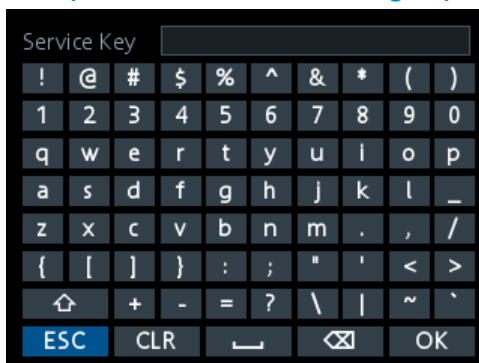 Service Key
! @ # $ % ^ & * ( )
1 2 3 4 5 6 7 8 9 0
q w e r t y u i o p
a s d f g h j k l _
z x c v b n m . , /
{ [ ] } : ; " ' < >
+ - = ? \ | ~ `
ESC CLR OK